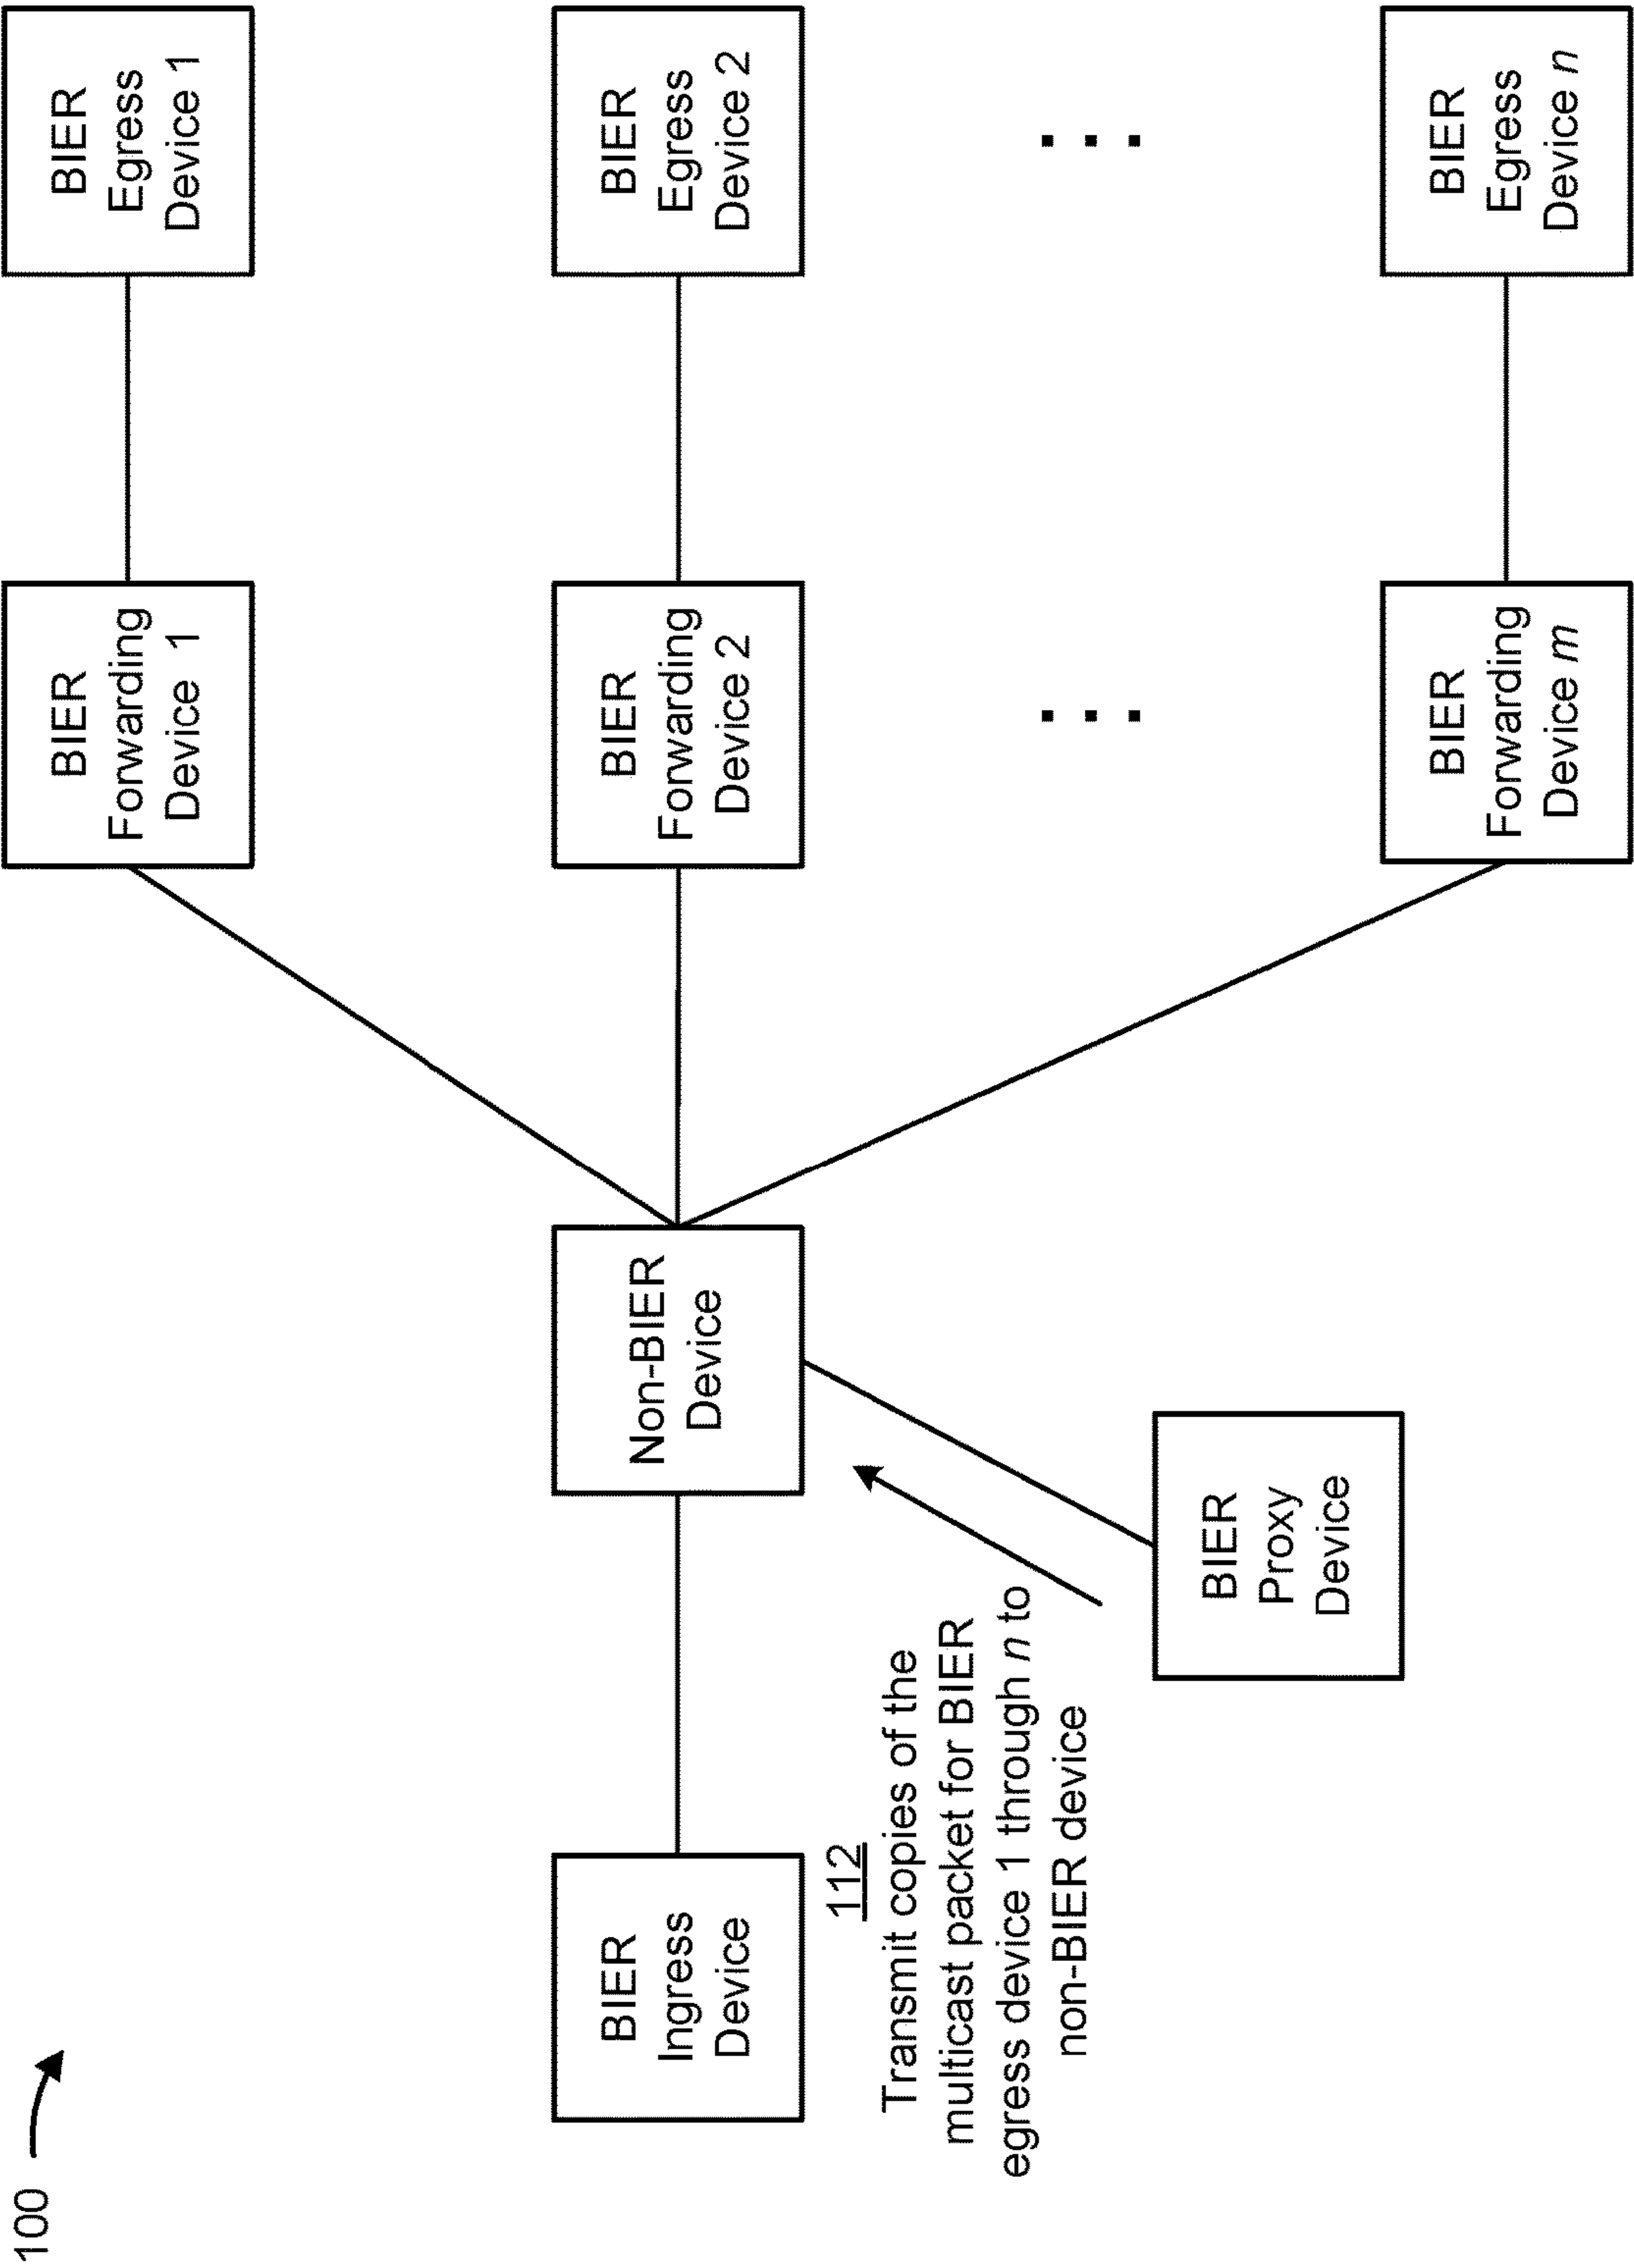 100
BIER
Ingress
Device
112
Transmit copies of the
multicast packet for BIER
egress device 1 through n to
non-BIER device
Non-BIER
Device
BIER
Proxy
Device
BIER
Forwarding
Device 1
BIER
Forwarding
Device 2
. . .
BIER
Forwarding
Device m
BIER
Egress
Device 1
BIER
Egress
Device 2
. . .
BIER
Egress
Device n